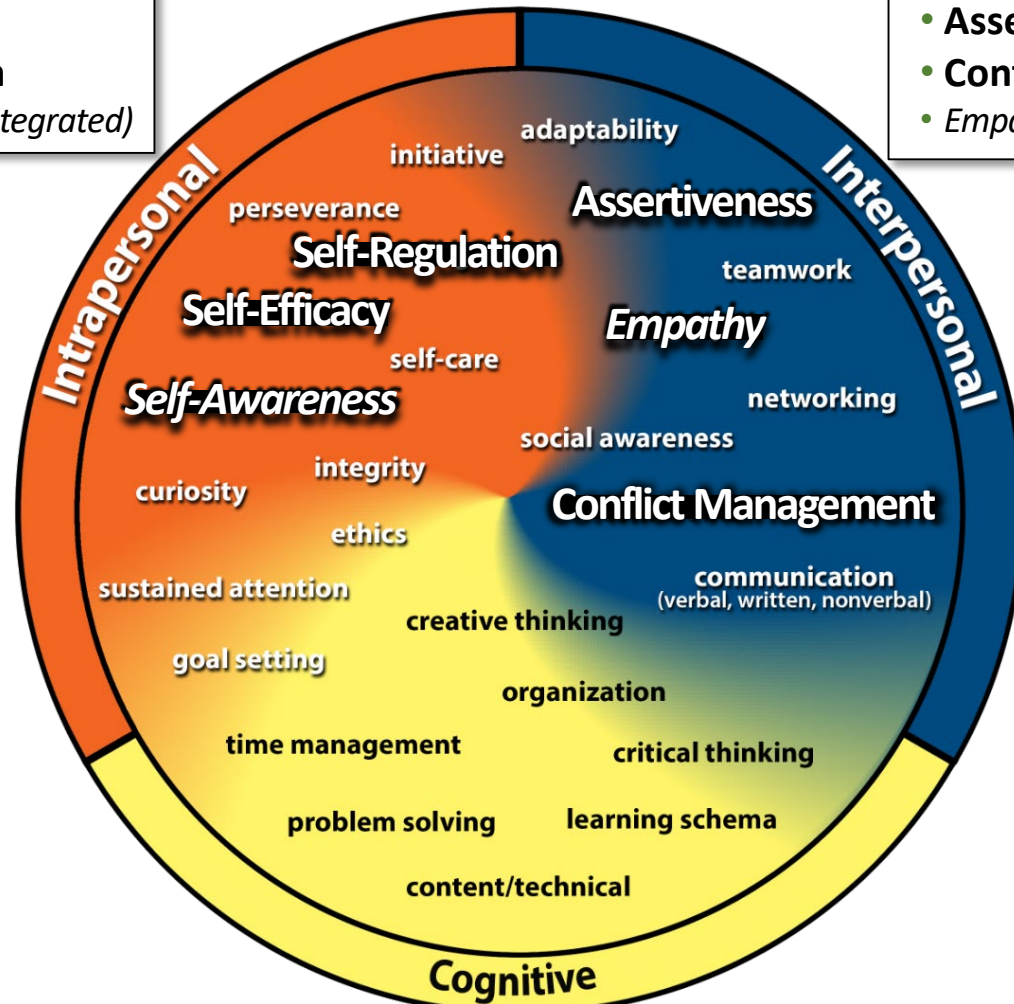 • Asse
• Conf
ntegrated)
• Empa
Intrapersonal
Interpersonal
adaptability
initiative
perseverance
Assertiveness
Self-Regulation
teamwork
Self-Efficacy
Empathy
self-care
Self-Awareness
networking
social awareness
integrity
curiosity
Conflict Management
ethics
sustained attention
communication
(verbal, written, nonverbal)
creative thinking
goal setting
organization
time management
critical thinking
problem solving
learning schema
content/technical
Cognitive